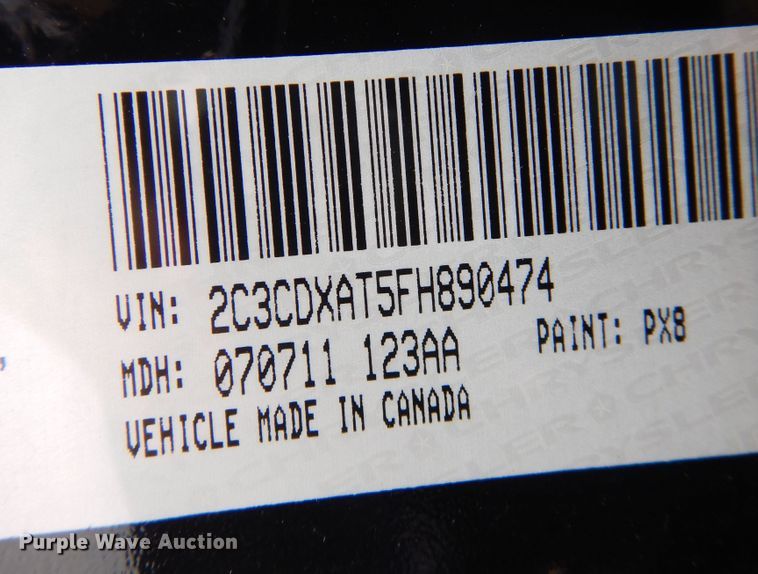 VIN: 2C3CDXAT5FH890474
MDH: 070711 123AA PAINT: PX8
VEHICLE MADE IN CANADA
Purple Wave Auction